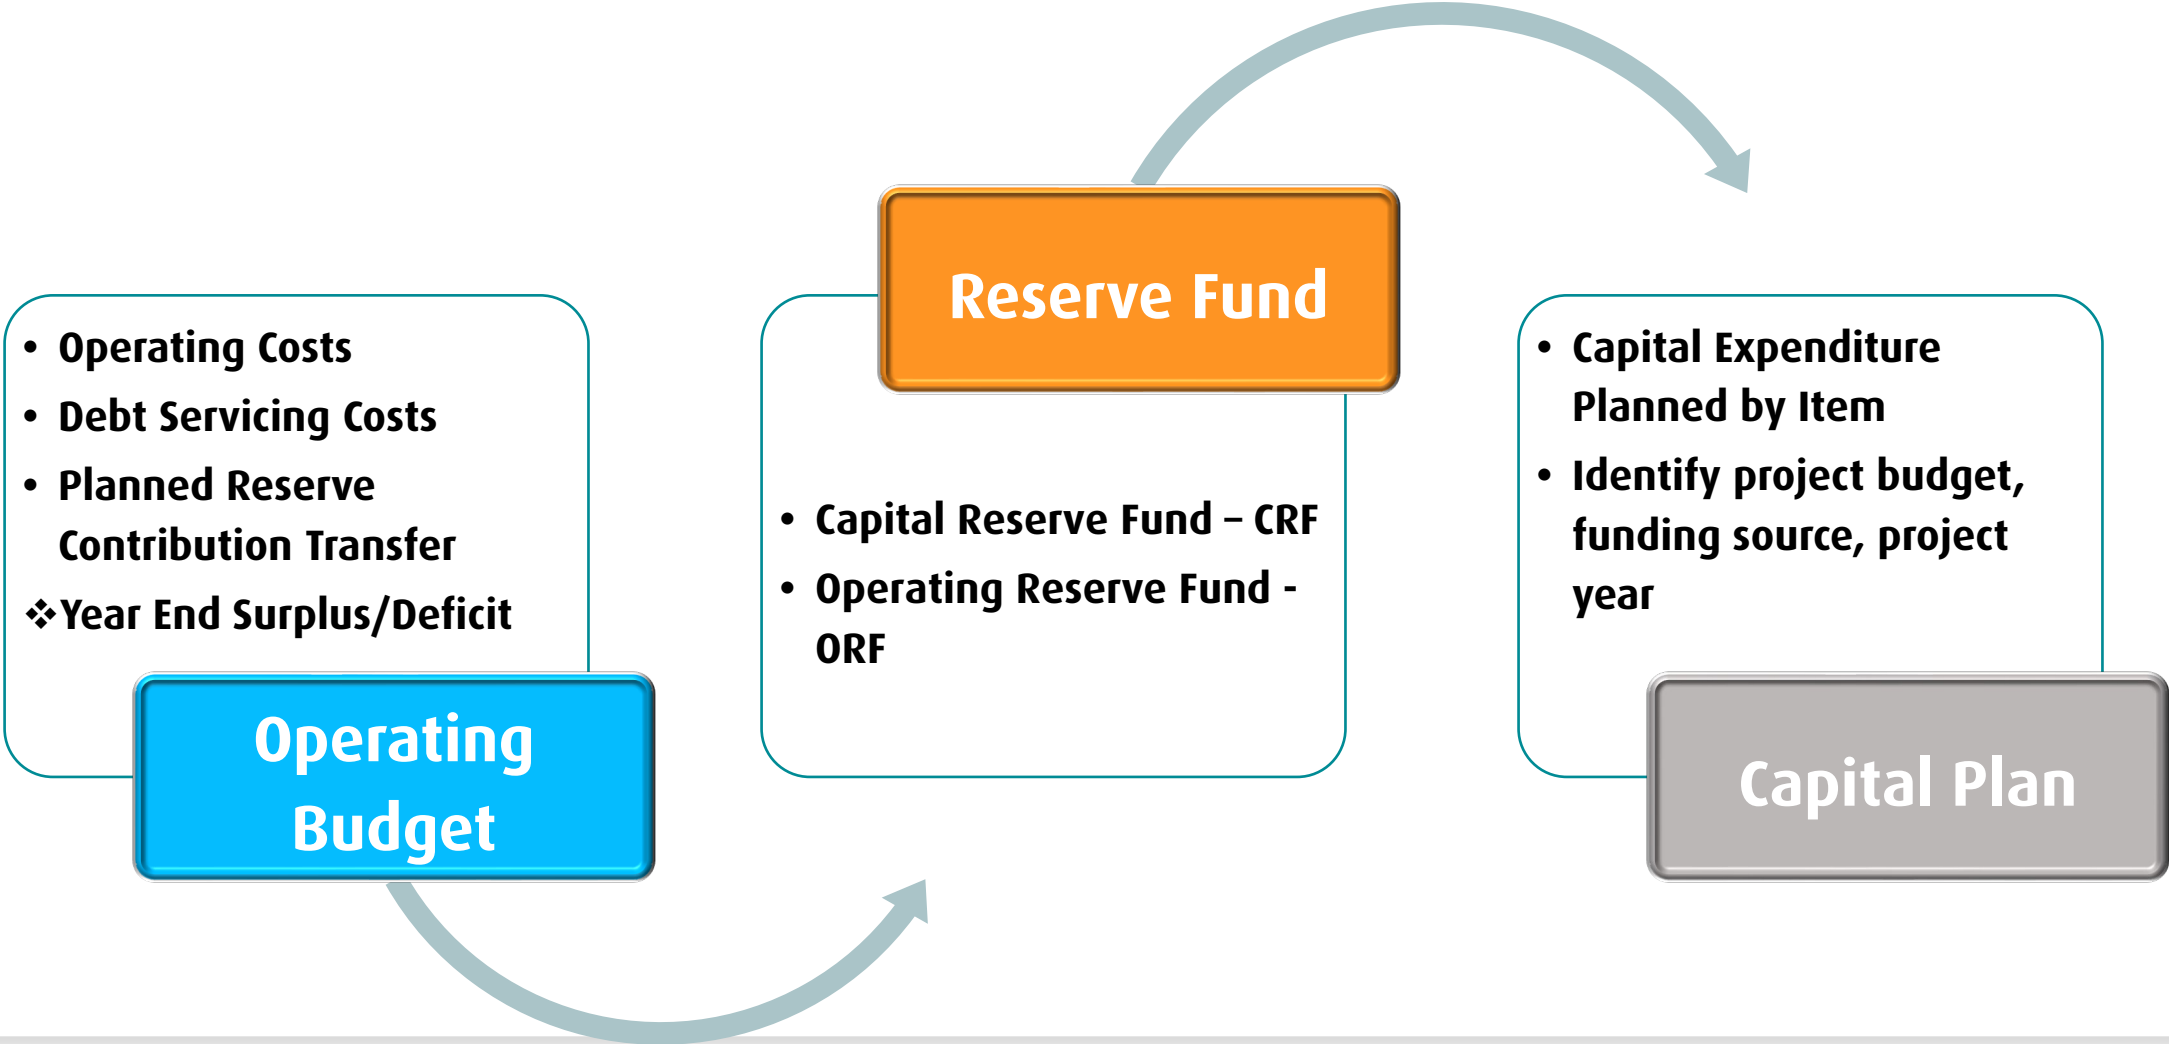 • Operating Costs
• Debt Servicing Costs
• Planned Reserve
Contribution Transfer
❖Year End Surplus/Deficit
Operating
Budget
Reserve Fund
• Capital Reserve Fund – CRF
• Operating Reserve Fund -
ORF
• Capital Expenditure
Planned by Item
• Identify project budget,
funding source, project
year
Capital Plan